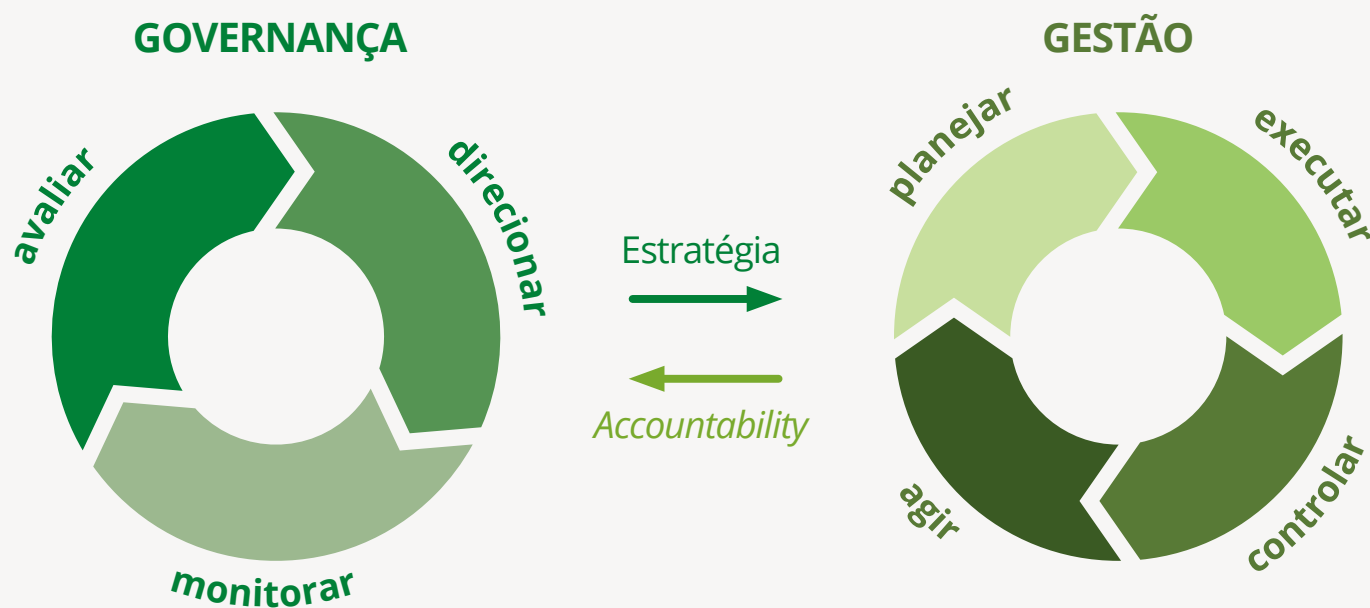 GOVERNANÇA
avaliar
direcionar
monitorar
Estratégia
Accountability
GESTÃO
planejar
executar
controlar
agir